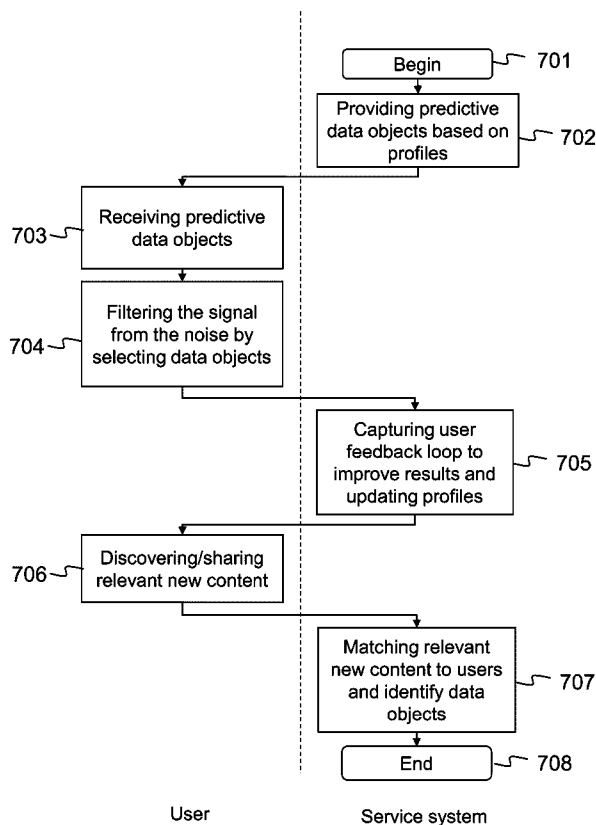 Begin
701
Providing predictive
data objects based on
profiles
702
703
Receiving predictive
data objects
704
Filtering the signal
from the noise by
selecting data objects
Capturing user
feedback loop to
improve results and
updating profiles
705
706
Discovering/sharing
relevant new content
Matching relevant
new content to users
and identify data
objects
707
End
708
User
Service system